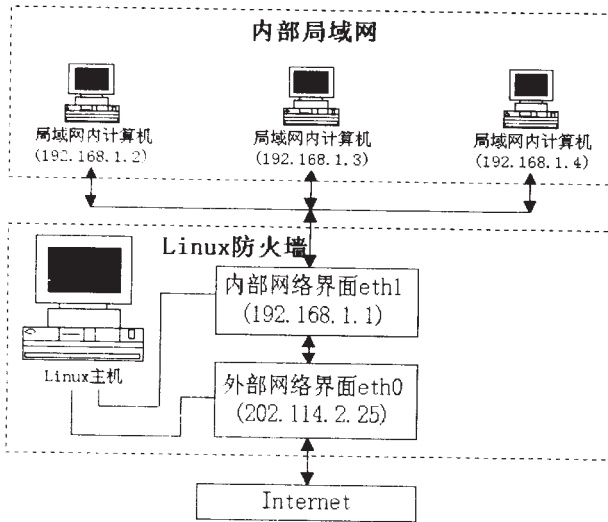 内部局域网
局域网内计算机
(192.168.1.2)
局域网内计算机
(192.168.1.3)
局域网内计算机
(192.168.1.4)
Linux防火墙
内部网络界面eth1
(192.168.1.1)
Linux主机
外部网络界面eth0
(202.114.2.25)
Internet